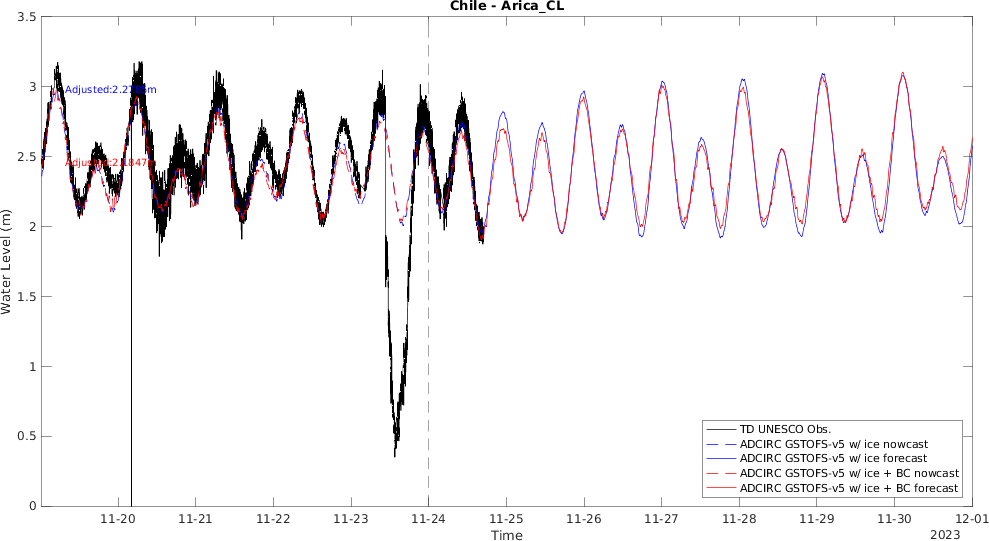 Chile - Arica_CL
3.5
3
2.5
2
1.5
1
0.5
0
Water Level (m)
TD UNESCO Obs.
ADCIRC GSTOFS-v5 w/ ice nowcast
ADCIRC GSTOFS-v5 w/ ice forecast
ADCIRC GSTOFS-v5 w/ ice + BC nowcast
ADCIRC GSTOFS-v5 w/ ice + BC forecast
11-20
11-21
11-22
11-23
11-24
11-25
11-26
11-27
11-28
11-29
11-30
12-01
Time
2023